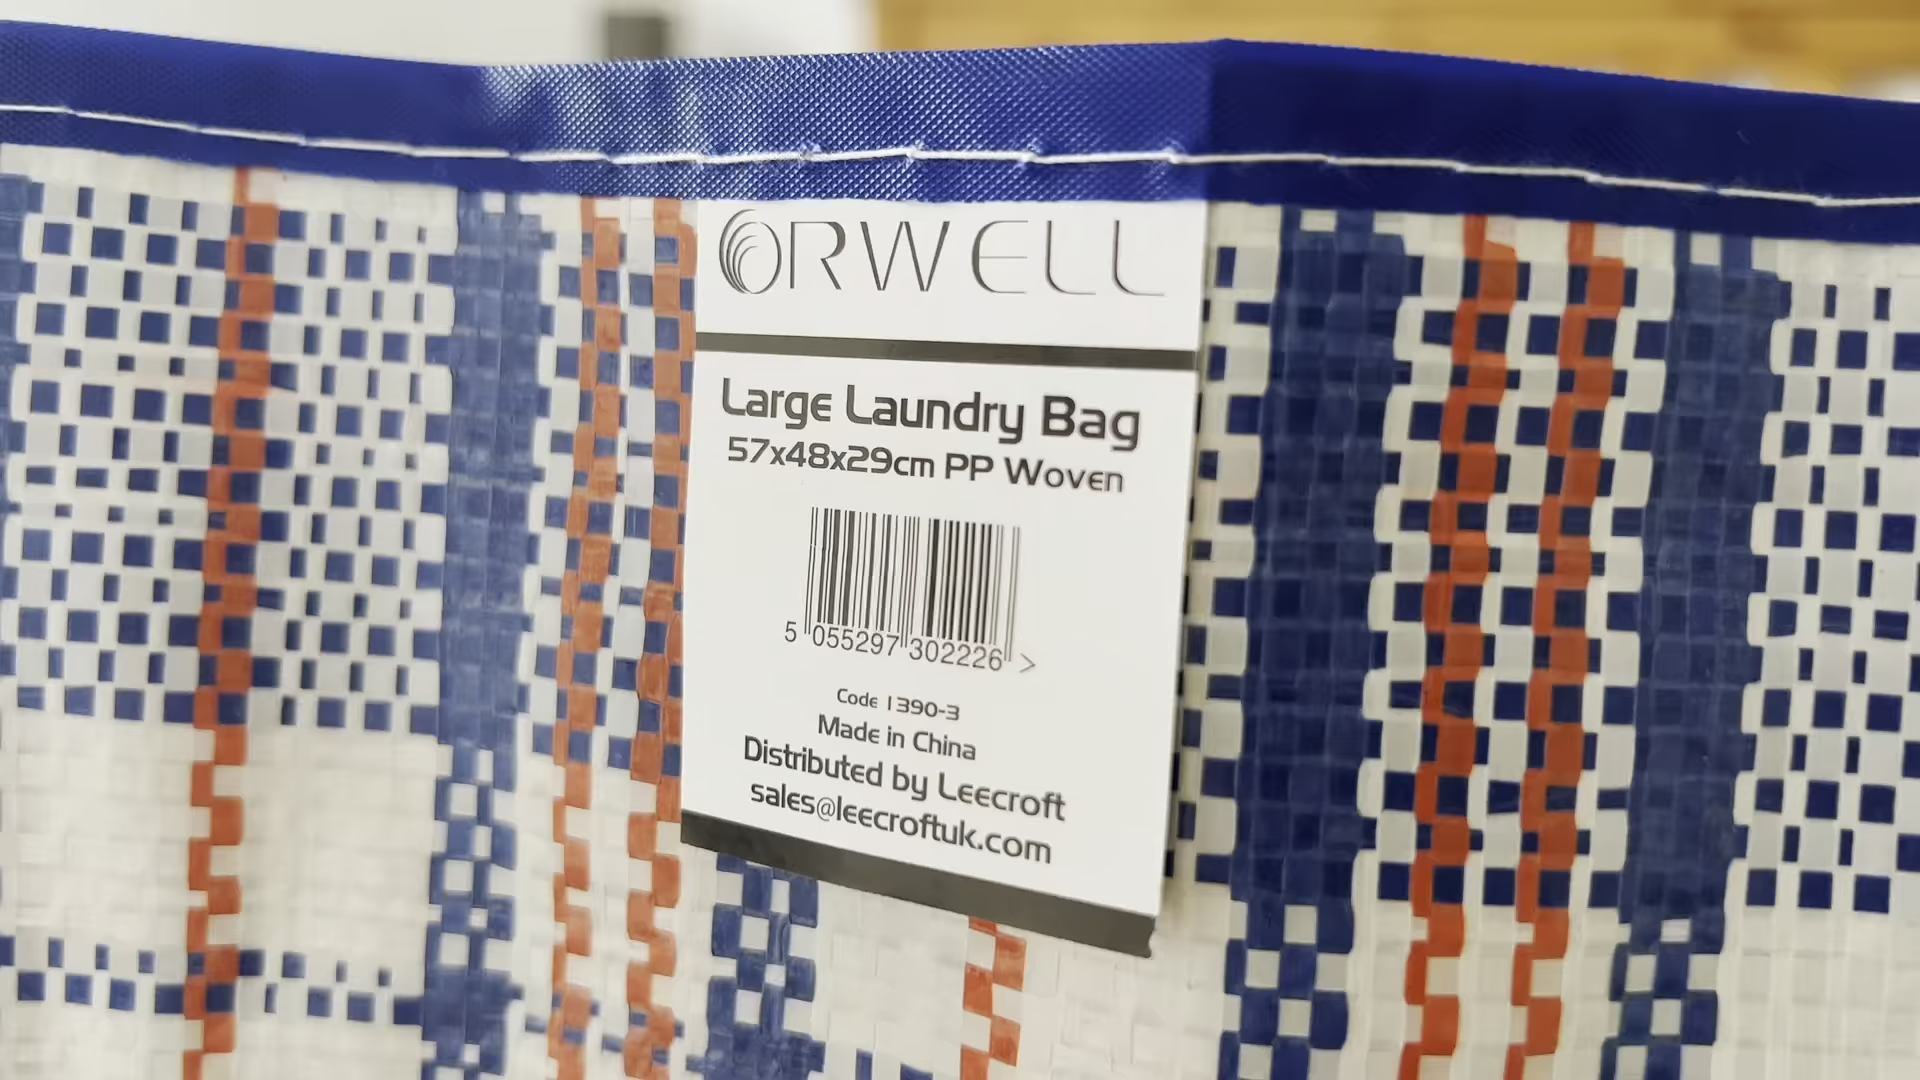 ORWELL
Large Laundry Bag
57x48x29cm PP Woven
5 055297 302226 >
Code 1390-3
Made in China
Distributed by Leecroft
sales@leecroftuk.com